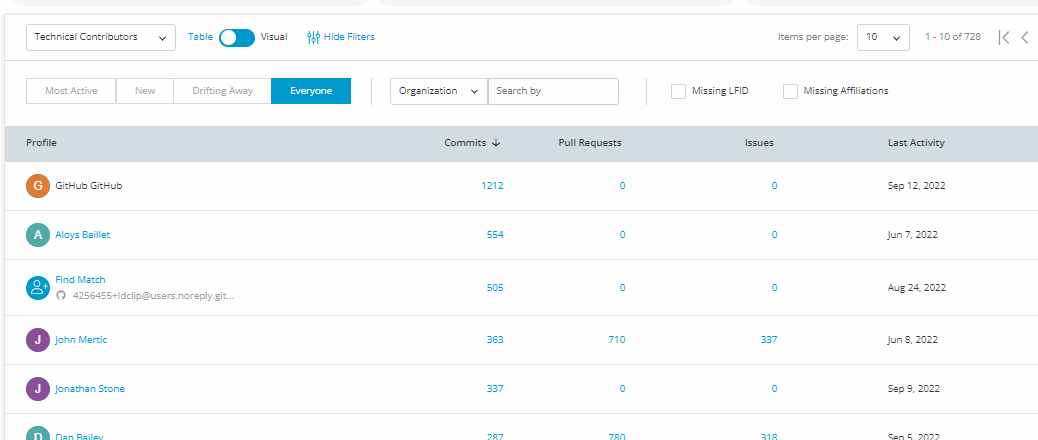 Technical Contributors Table Visual Hide Filters Items per page: 10 1 - 10 of 728
Most Active New Drifting Away Everyone Organization Search by Missing LFID Missing Affiliations
Profile Commits Pull Requests Issues Last Activity
G GitHub GitHub 1212 0 0 Sep 12, 2022
A Aloys Baillet 554 0 0 Jun 7, 2022
Find Match
4256455+ldclip@users.noreply.git... 505 0 0 Aug 24, 2022
J John Mertic 363 710 337 Jun 8, 2022
J Jonathan Stone 337 0 0 Sep 9, 2022
D Dan Bailey 287 780 318 Sep 5, 2022